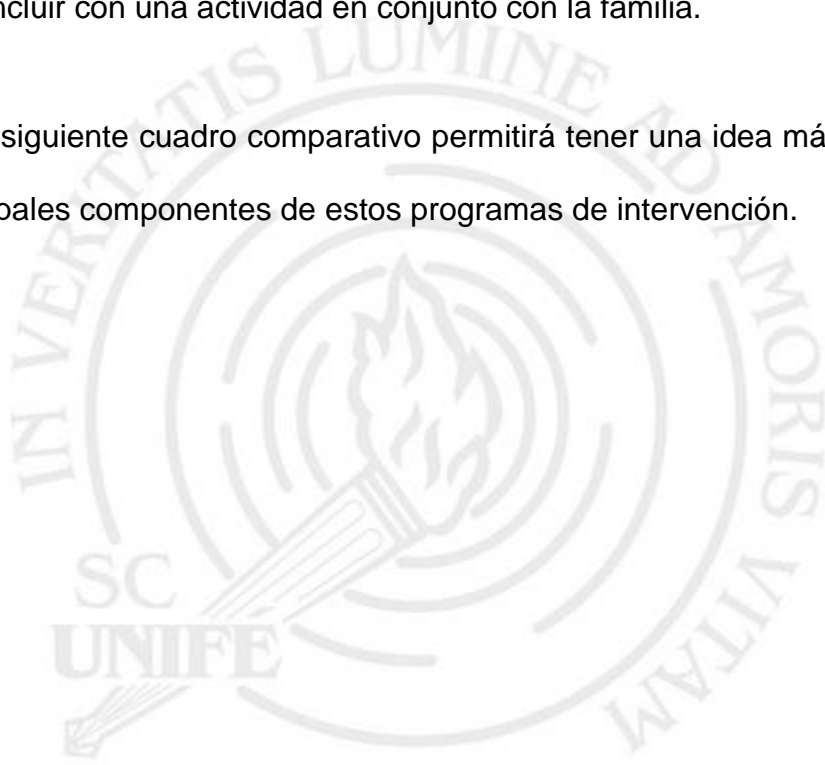 ncluir con una actividad en conjunto con la familia.
siguiente cuadro comparativo permitirá tener una idea má
pales componentes de estos programas de intervención.
IN VERITATIS LUMINE AD AMORIS VITAM
SC
UNIFE